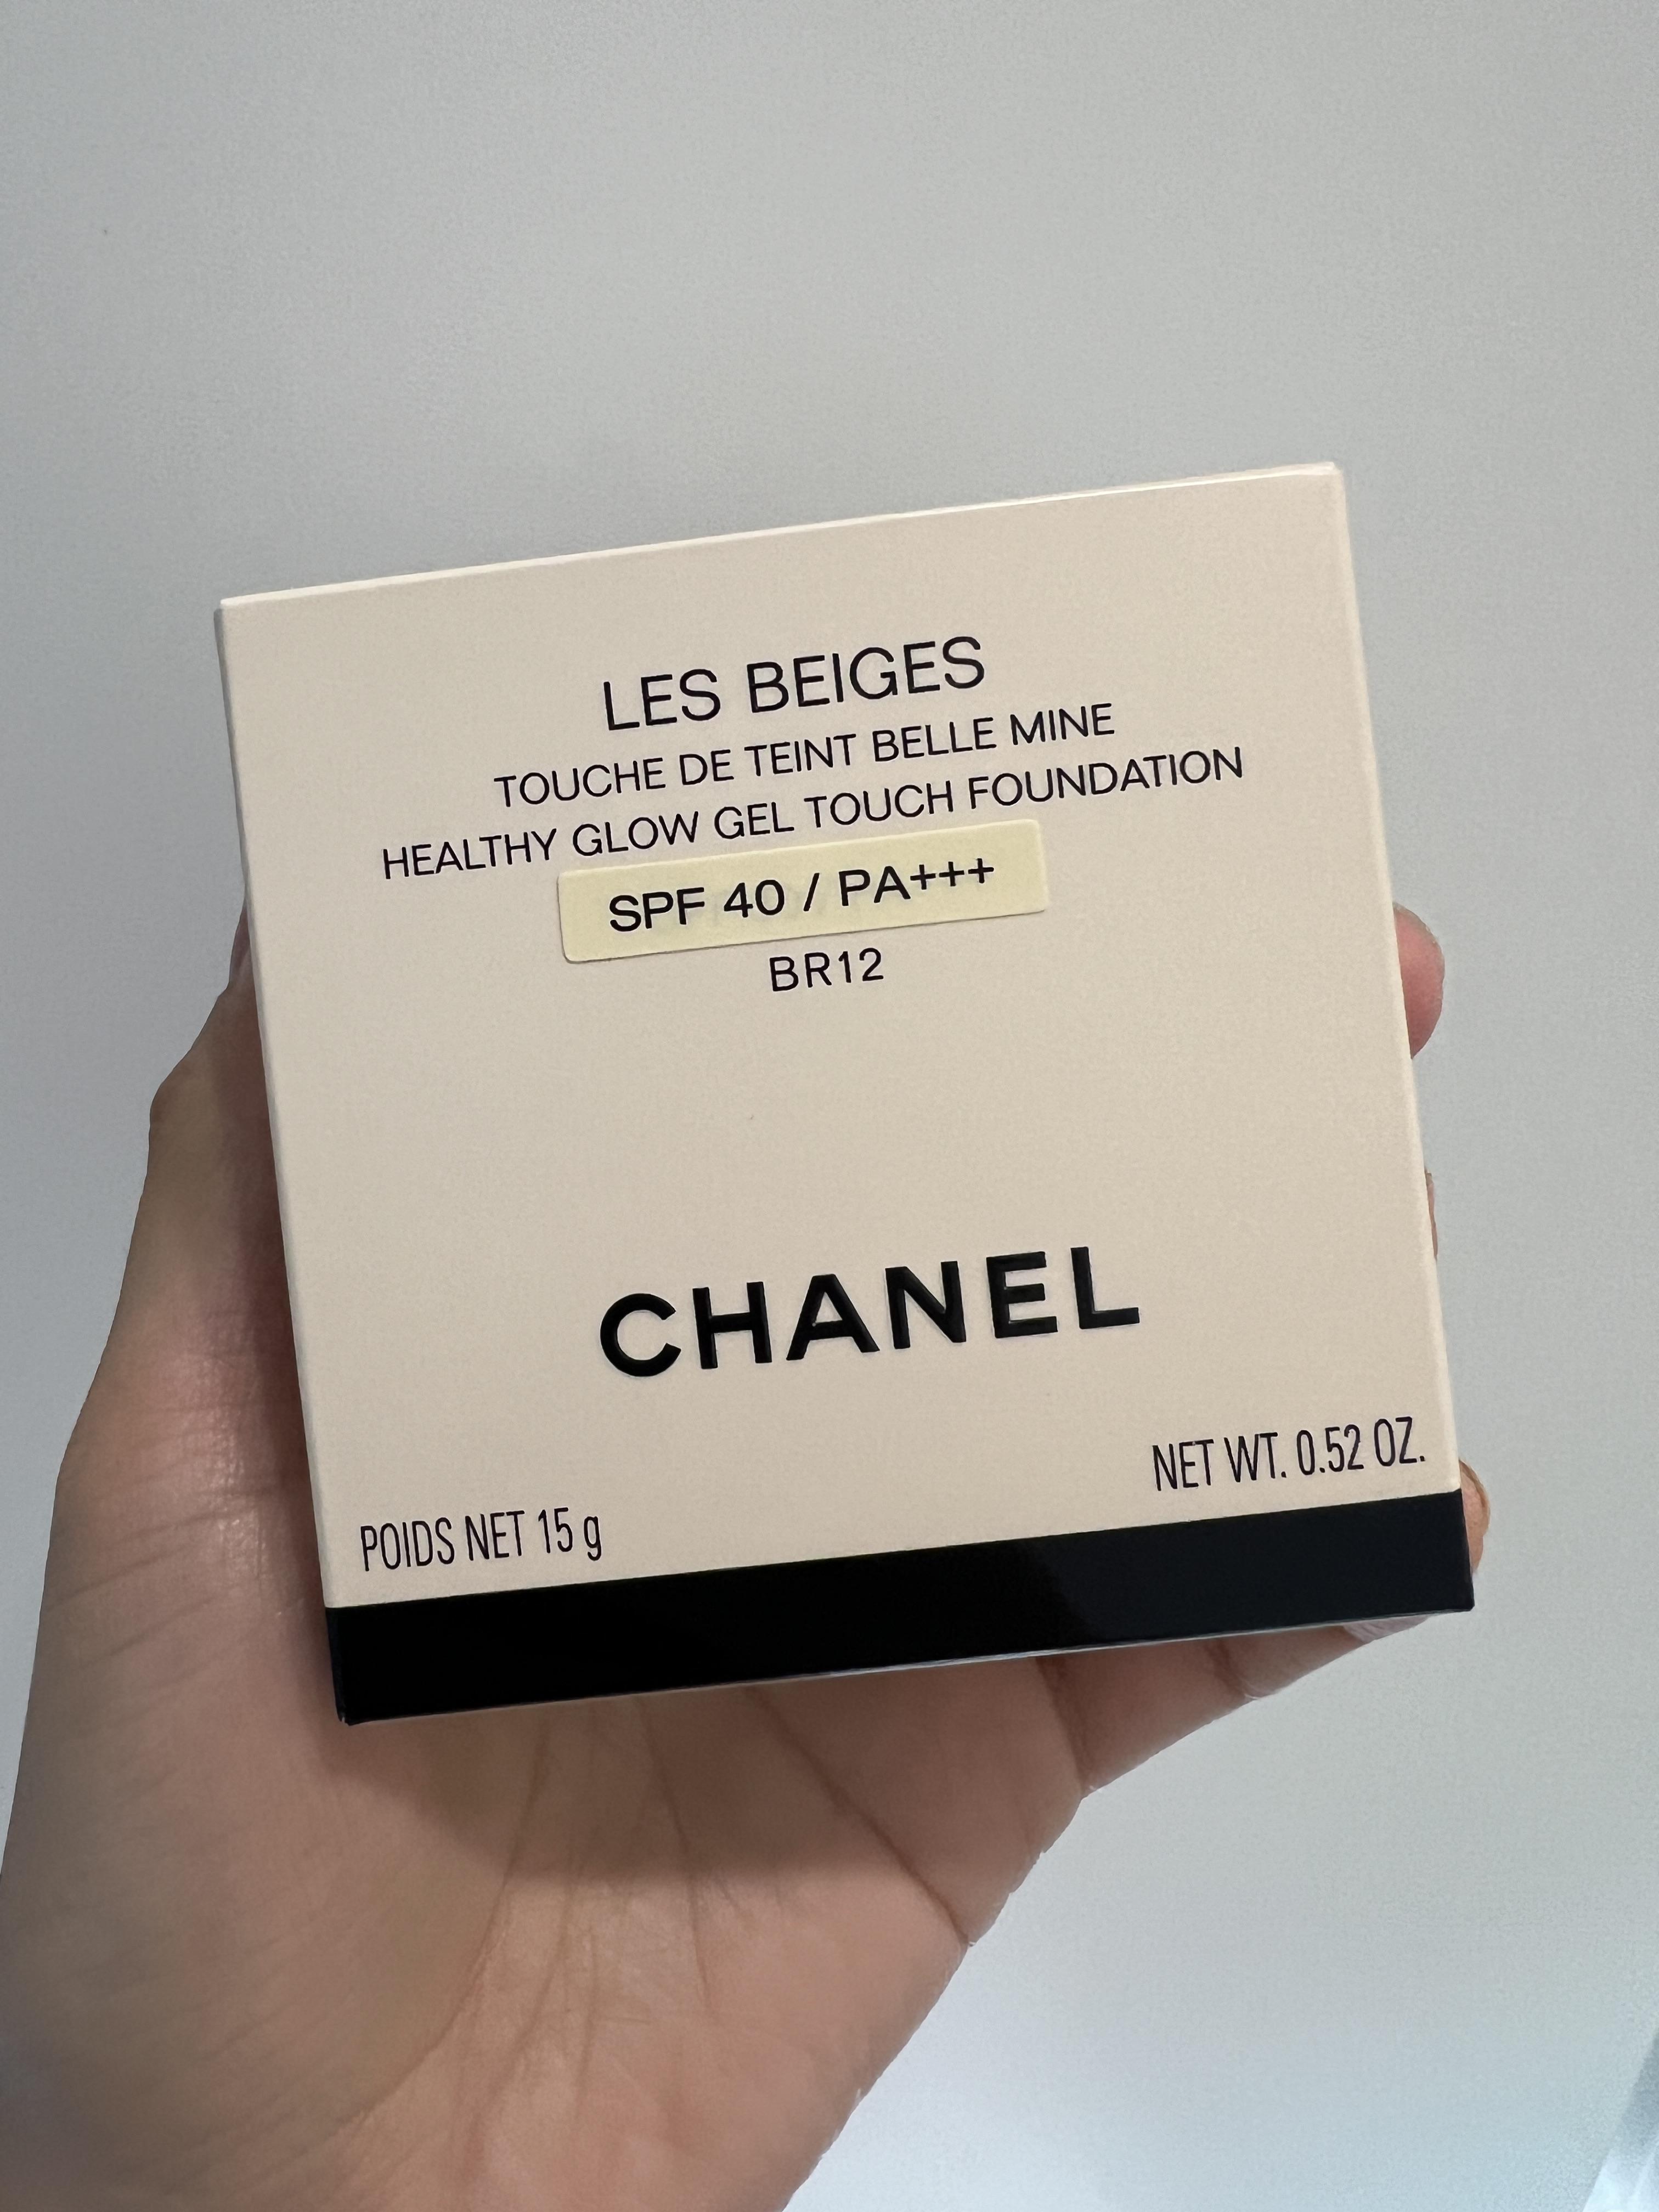 LES BEIGES
TOUCHE DE TEINT BELLE MINE
HEALTHY GLOW GEL TOUCH FOUNDATION
SPF 40 / PA+++
BR12
CHANEL
POIDS NET 15 g
NET WT. 0.52 OZ.